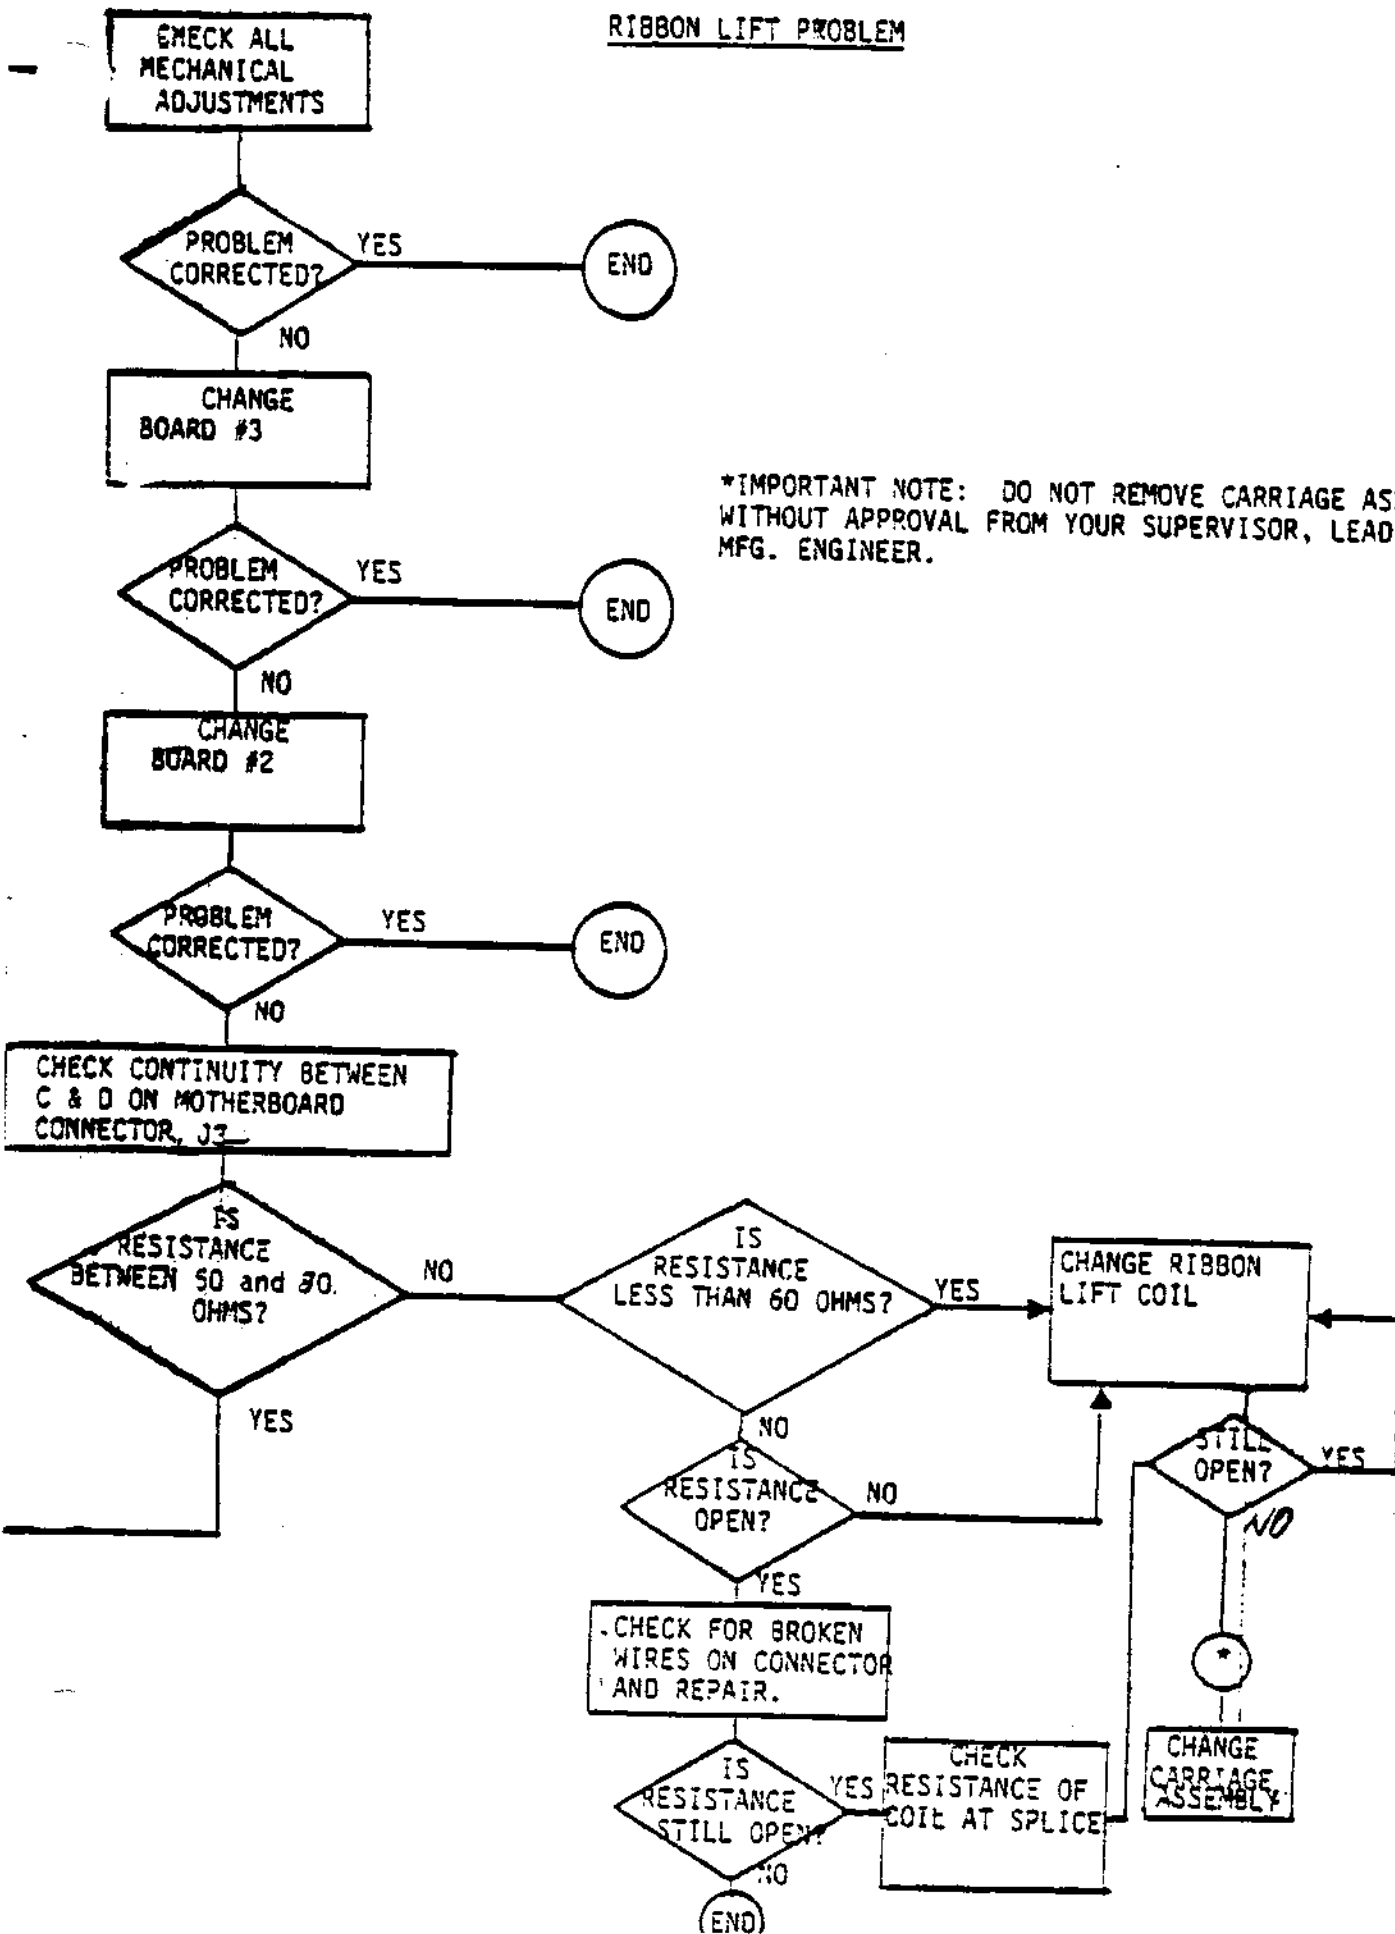 RIBBON LIFT PROBLEM
CHECK ALL
MECHANICAL
ADJUSTMENTS
PROBLEM
CORRECTED?
YES
END
NO
CHANGE
BOARD #3
*IMPORTANT NOTE: DO NOT REMOVE CARRIAGE AS
WITHOUT APPROVAL FROM YOUR SUPERVISOR, LEAD
MFG. ENGINEER.
PROBLEM
CORRECTED?
YES
END
NO
CHANGE
BOARD #2
PROBLEM
CORRECTED?
YES
END
NO
CHECK CONTINUITY BETWEEN
C & D ON MOTHERBOARD
CONNECTOR, J3
IS
RESISTANCE
BETWEEN and
OHMS?
NO
YES
IS
RESISTANCE
LESS THAN 60 OHMS?
YES
NO
CHANGE RIBBON
LIFT COIL
IS
RESISTANCE
OPEN?
NO
YES
STILL
OPEN?
YES
NO
*
CHANGE
CARRIAGE
ASSEMBLY
CHECK FOR BROKEN
WIRES ON CONNECTOR
AND REPAIR.
IS
RESISTANCE
STILL OPEN?
YES
NO
CHECK
RESISTANCE OF
COIL AT SPLICE
END